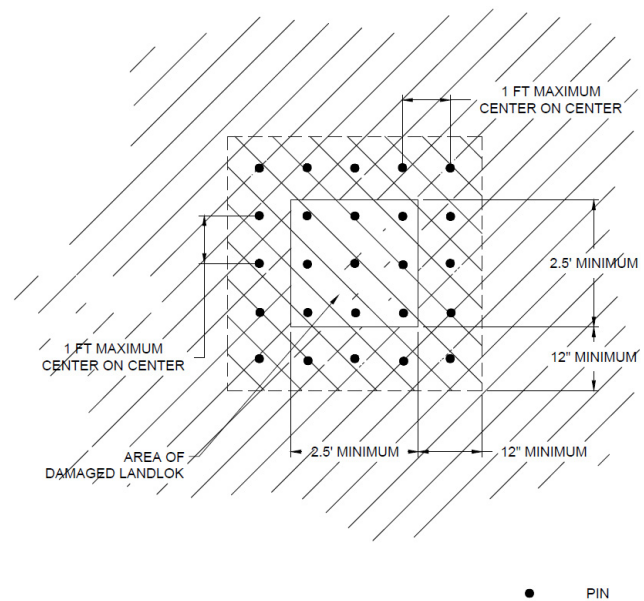 1 FT MAXIMUM
CENTER ON CENTER
2.5' MINIMUM
1 FT MAXIMUM
CENTER ON CENTER
12" MINIMUM
AREA OF
DAMAGED LANDLOK
2.5' MINIMUM
12" MINIMUM
PIN